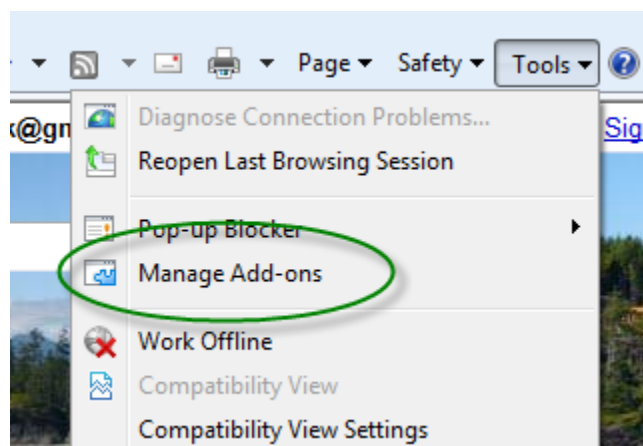 Page Safety Tools
Diagnose Connection Problems...
@gm Sig
Reopen Last Browsing Session
Pop-up Blocker
Manage Add-ons
Work Offline
Compatibility View
Compatibility View Settings